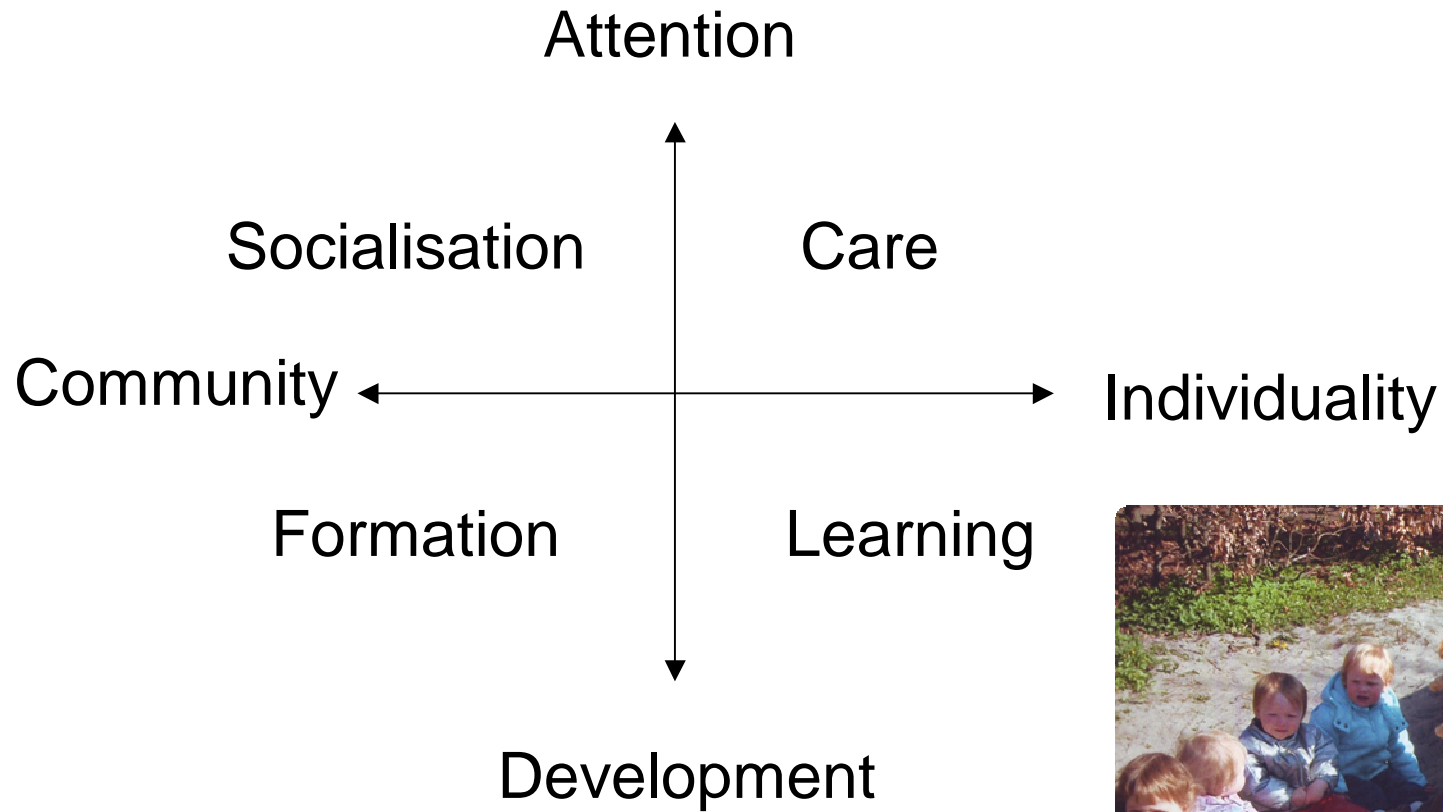 Attention
Socialisation Care
Community Individuality
Formation Learning
Development